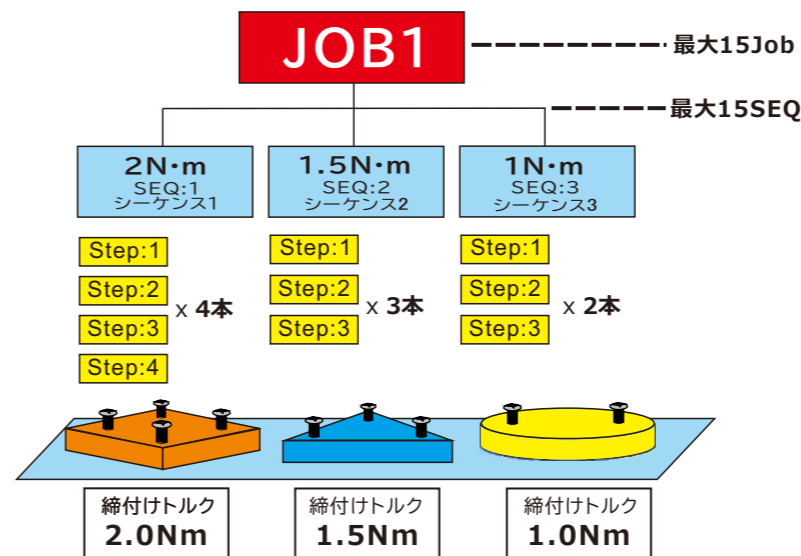 JOB1
最大15Job
最大15SEQ
2N·m
SEQ:1
シーケンス1
1.5N·m
SEQ:2
シーケンス2
1N·m
SEQ:3
シーケンス3
Step:1
Step:2
Step:3
Step:4
x 4本
Step:1
Step:2
Step:3
x 3本
Step:1
Step:2
Step:3
x 2本
締付けトルク
2.0Nm
締付けトルク
1.5Nm
締付けトルク
1.0Nm